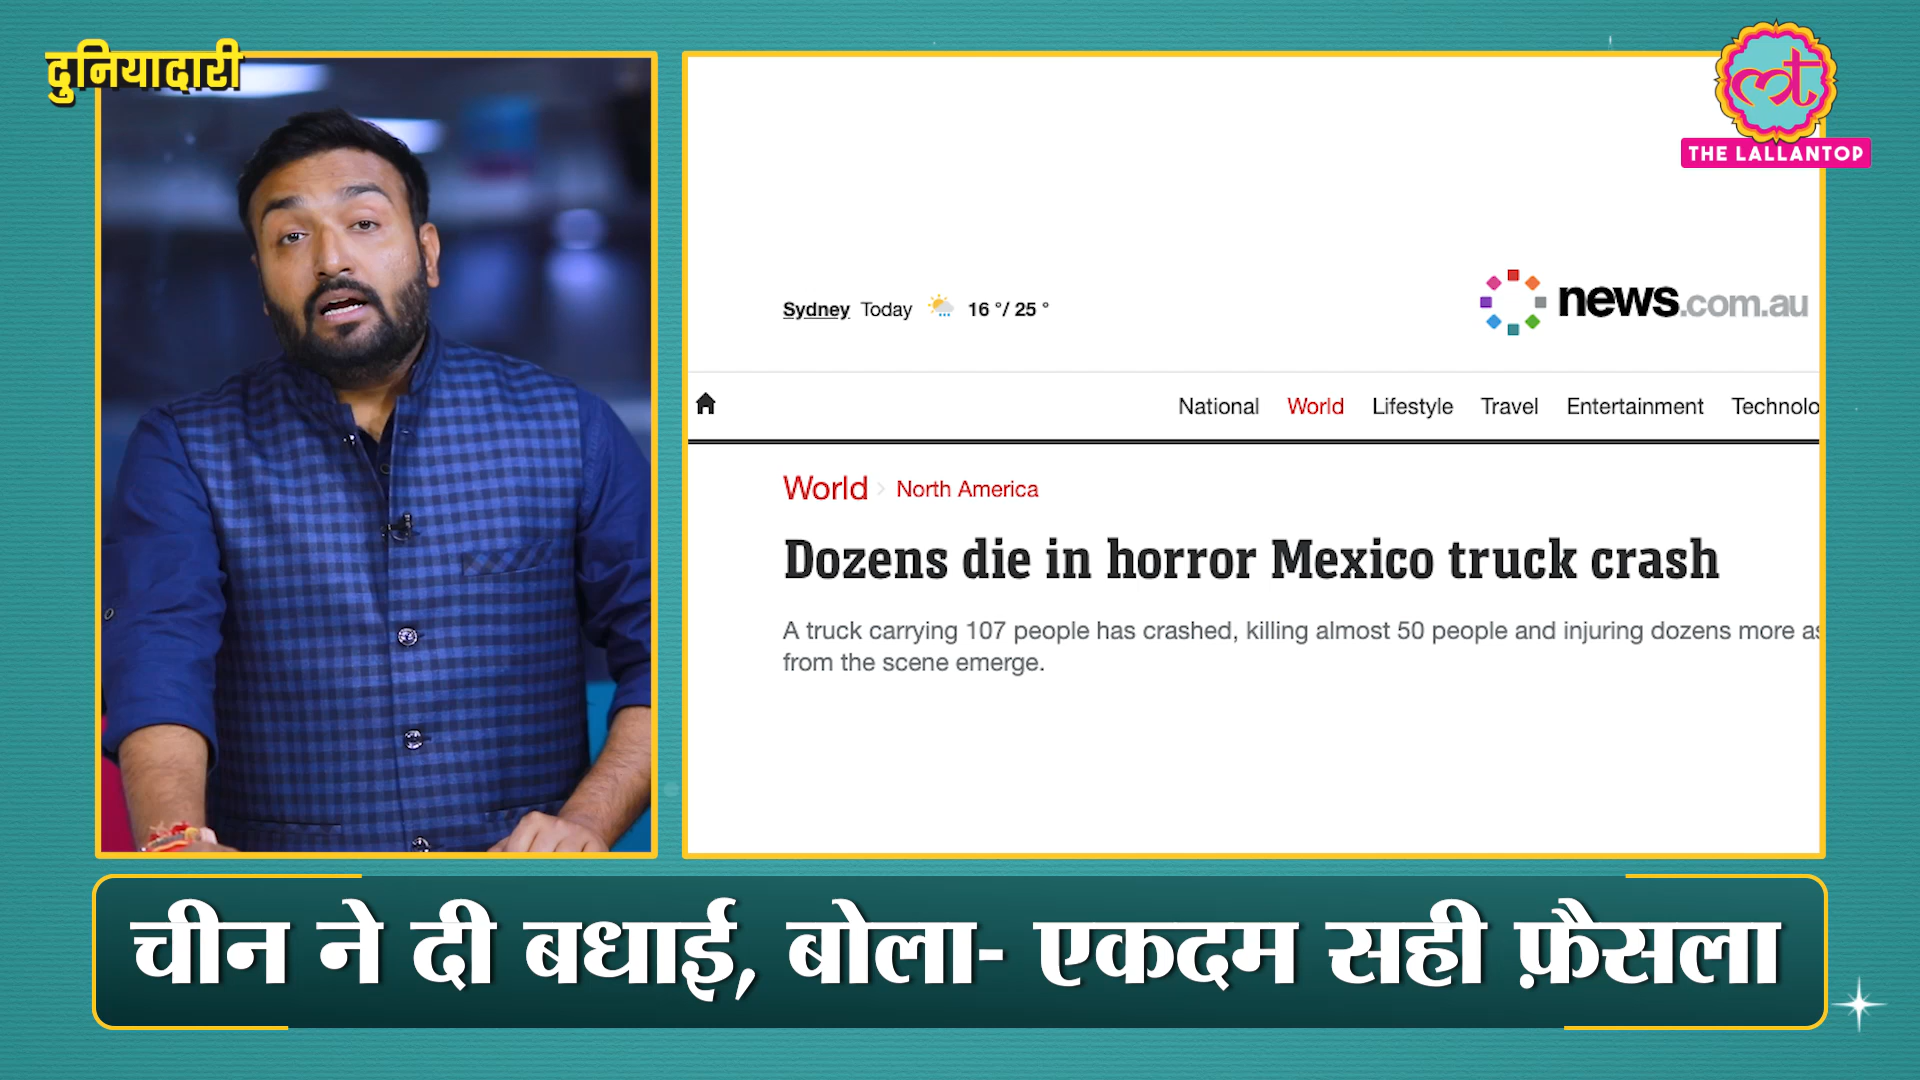 दुनियादारी
THE LALLANTOP
Sydney Today 16 °/ 25 °
news.com.au
National World Lifestyle Travel Entertainment Technolo
World North America
Dozens die in horror Mexico truck crash
A truck carrying 107 people has crashed, killing almost 50 people and injuring dozens more as
from the scene emerge.
चीन ने दी बधाई, बोला- एकदम सही फ़ैसला